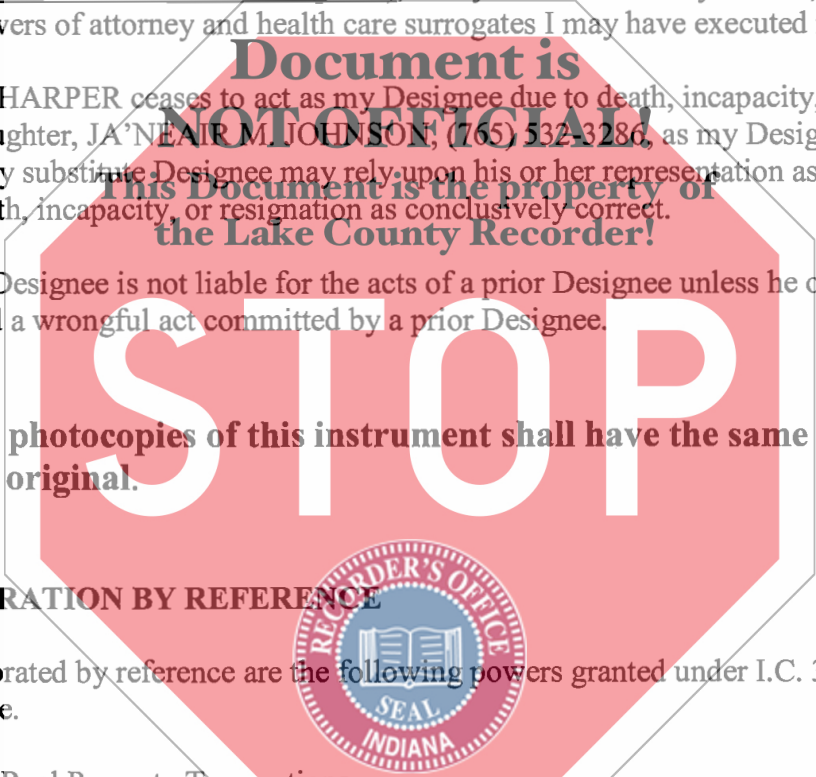 vers of attorney and health care surrogates I may have executed
Document is
HARPER ceases to act as my Designee due to death, incapacity,
NOT OFFICIAL!
ughter, JA'NEAIR M. JOHNSON, (765) 532-3286, as my Desig
y substitute Designee may rely upon his or her representation as
This Document is the property of
th, incapacity, or resignation as conclusively correct.
the Lake County Recorder!
Designee is not liable for the acts of a prior Designee unless he o
a wrongful act committed by a prior Designee.
STOP
photocopies of this instrument shall have the same
original.
RATION BY REFERENCE
RECORDER'S OFFICE
orated by reference are the following powers granted under I.C. 3
e.
SEAL
INDIANA